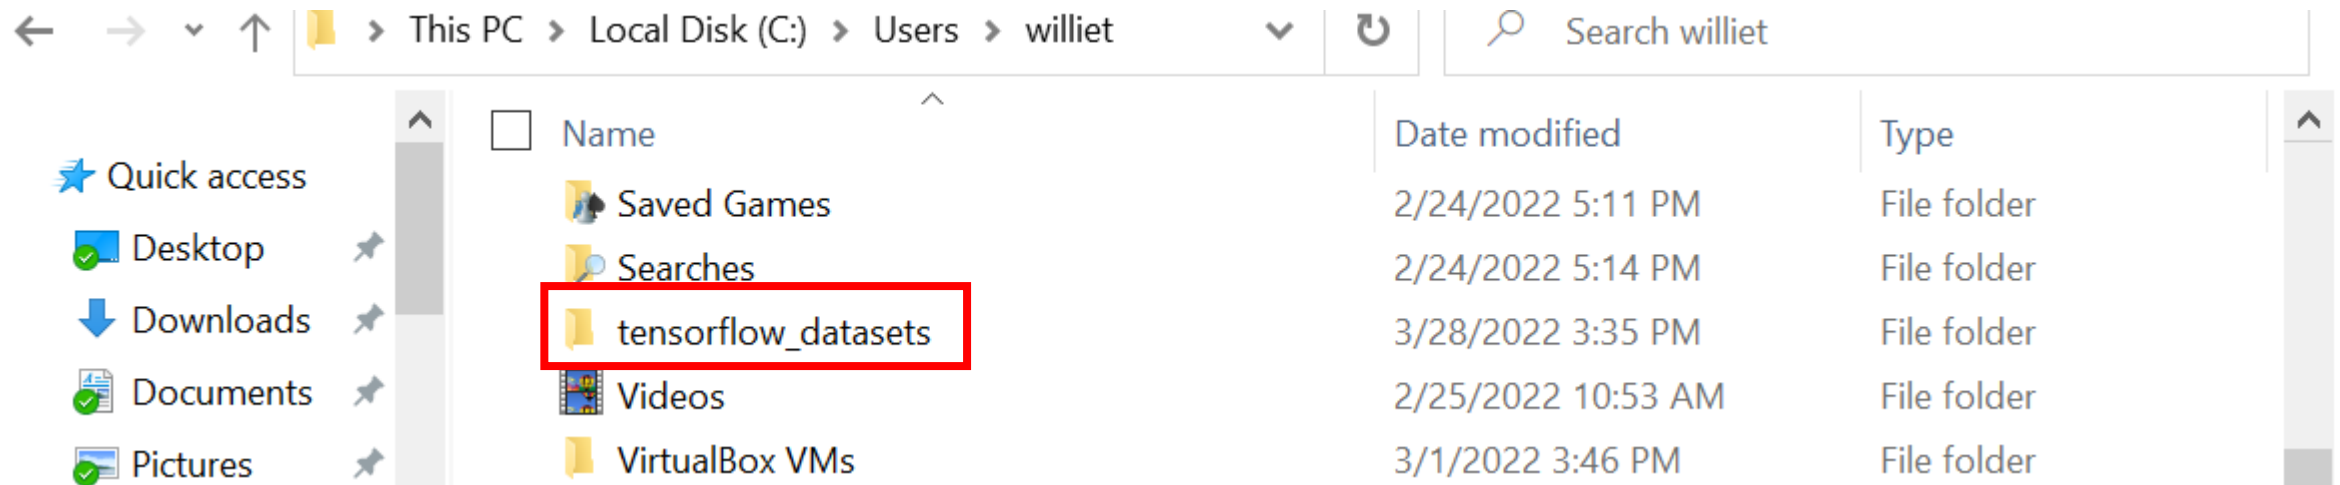 This PC > Local Disk (C:) > Users > williet
Search williet
Quick access
Desktop
Downloads
Documents
Pictures
Name Date modified Type
Saved Games 2/24/2022 5:11 PM File folder
Searches 2/24/2022 5:14 PM File folder
tensorflow_datasets 3/28/2022 3:35 PM File folder
Videos 2/25/2022 10:53 AM File folder
VirtualBox VMs 3/1/2022 3:46 PM File folder